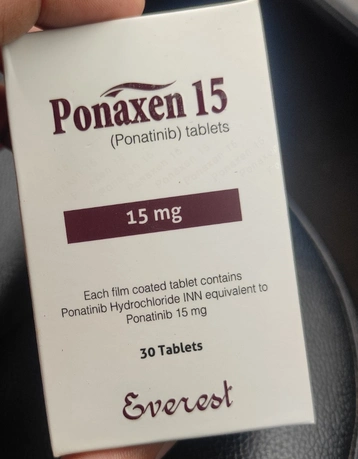 Ponaxen 15
(Ponatinib) tablets
15 mg
Each film coated tablet contains
Ponatinib Hydrochloride INN equivalent to
Ponatinib 15 mg
30 Tablets
Everest